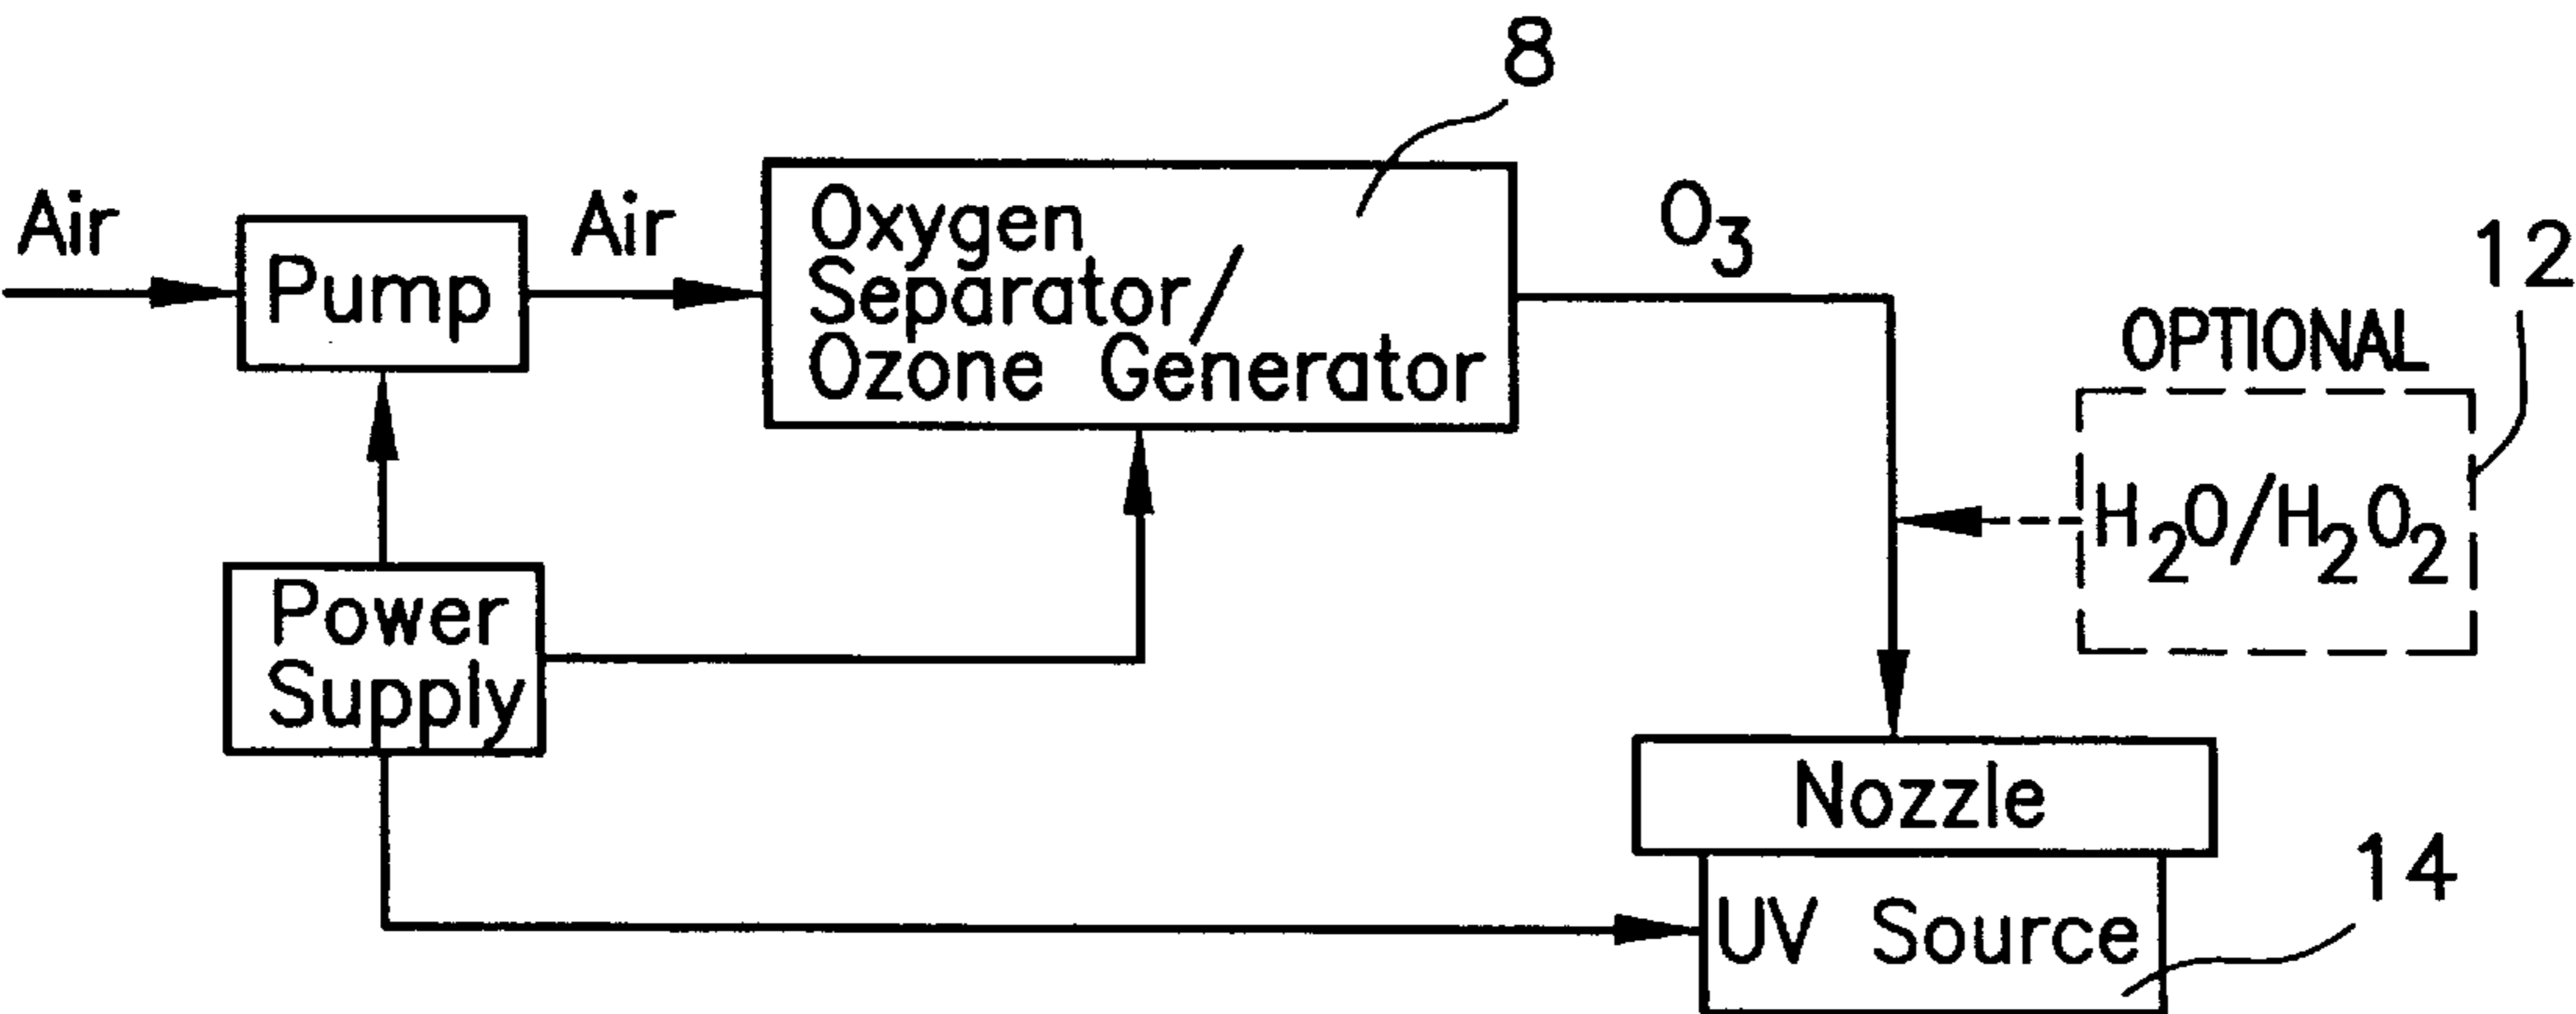 8
Air
Pump
Air
Oxygen
Separator/
Ozone Generator
O3
12
OPTIONAL
H2O/H2O2
Power
Supply
Nozzle
14
UV Source